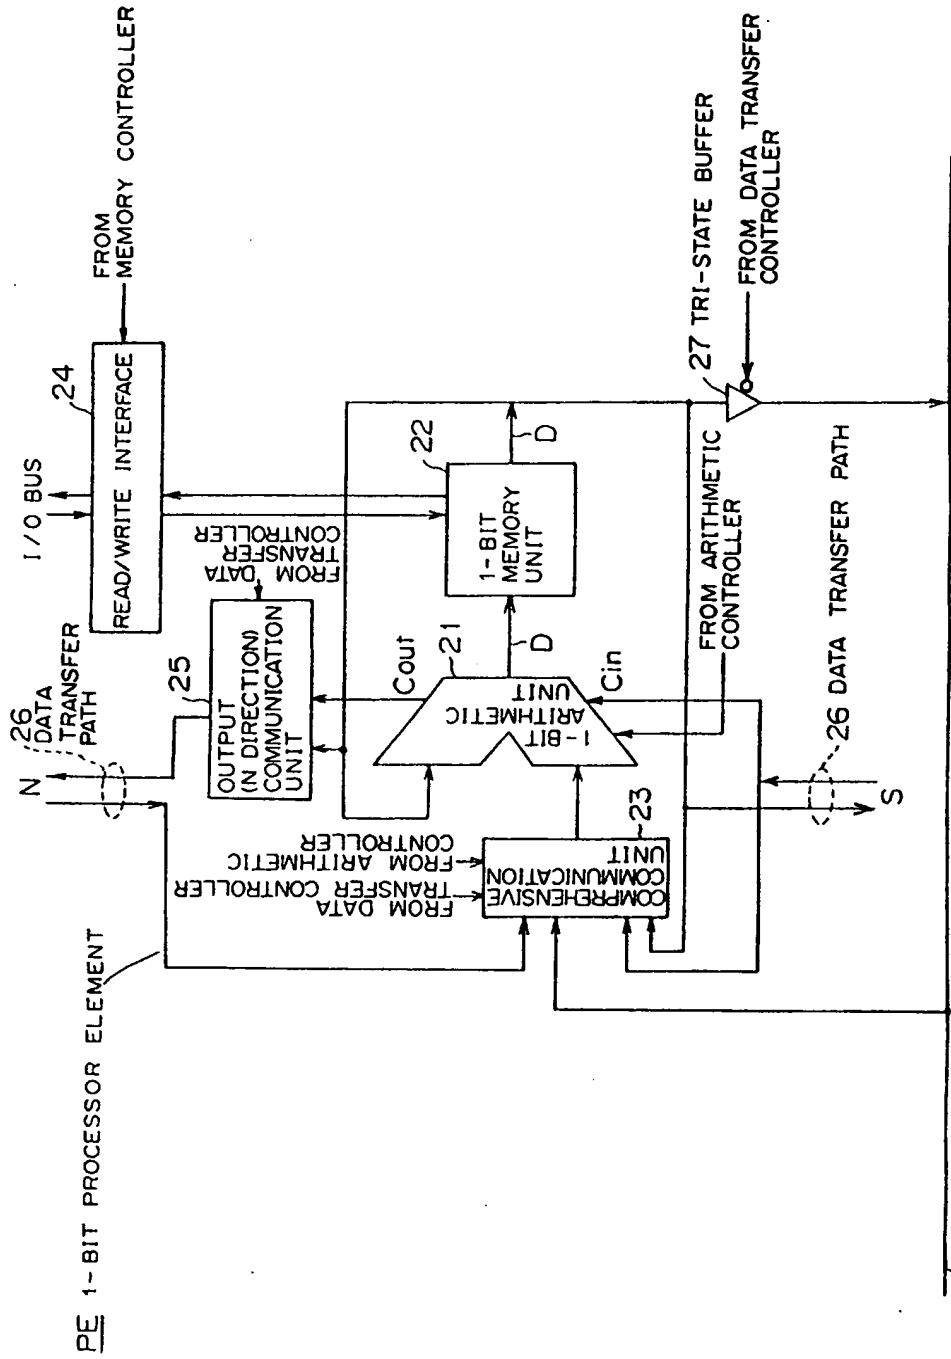 PE 1-BIT PROCESSOR ELEMENT
N
26
DATA
TRANSFER
PATH
I/O BUS
24
READ/WRITE INTERFACE
FROM
MEMORY CONTROLLER
25
OUTPUT
(N DIRECTION)
COMMUNICATION
UNIT
FROM DATA
TRANSFER
CONTROLLER
Cout
21
1-BIT
ARITHMETIC
UNIT
D
Cin
22
1-BIT
MEMORY
UNIT
D
FROM DATA
TRANSFER CONTROLLER
FROM ARITHMETIC
CONTROLLER
COMPREHENSIVE
COMMUNICATION
UNIT
23
FROM ARITHMETIC
CONTROLLER
27 TRI-STATE BUFFER
FROM DATA TRANSFER
CONTROLLER
S
26 DATA TRANSFER PATH